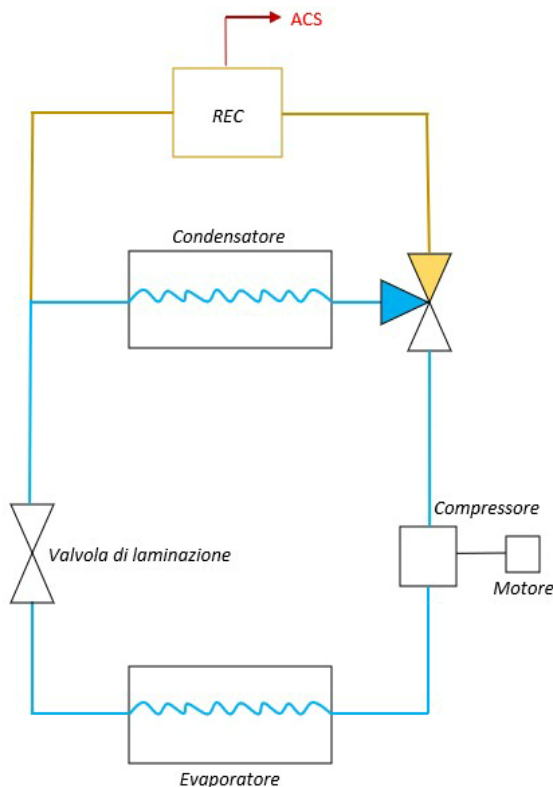 ACS
REC
Condensatore
Compressore
Valvola di laminazione
Motore
Evaporatore